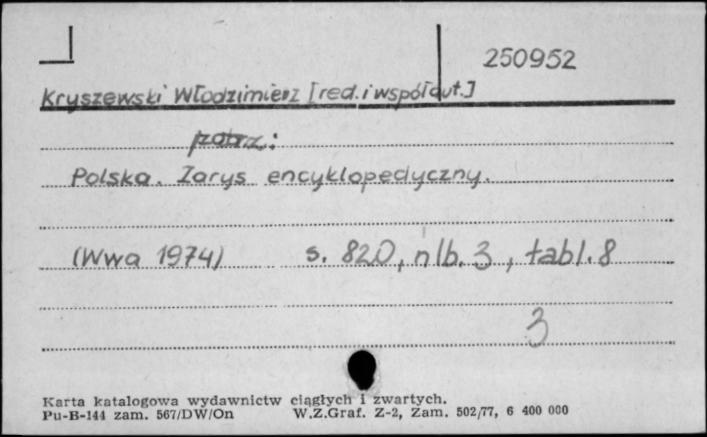 250952
Kryszewski Włodzimierz [red. i współaut.]
patrz:
Polska. Zarys encyklopedyczny.
(Wwa 1974) s. 820, nlb. 3, tabl. 8
3
Karta katalogowa wydawnictw ciągłych i zwartych.
Pu-B-144 zam. 567/DW/On W.Z.Graf. Z-2, Zam. 502/77, 6 400 000